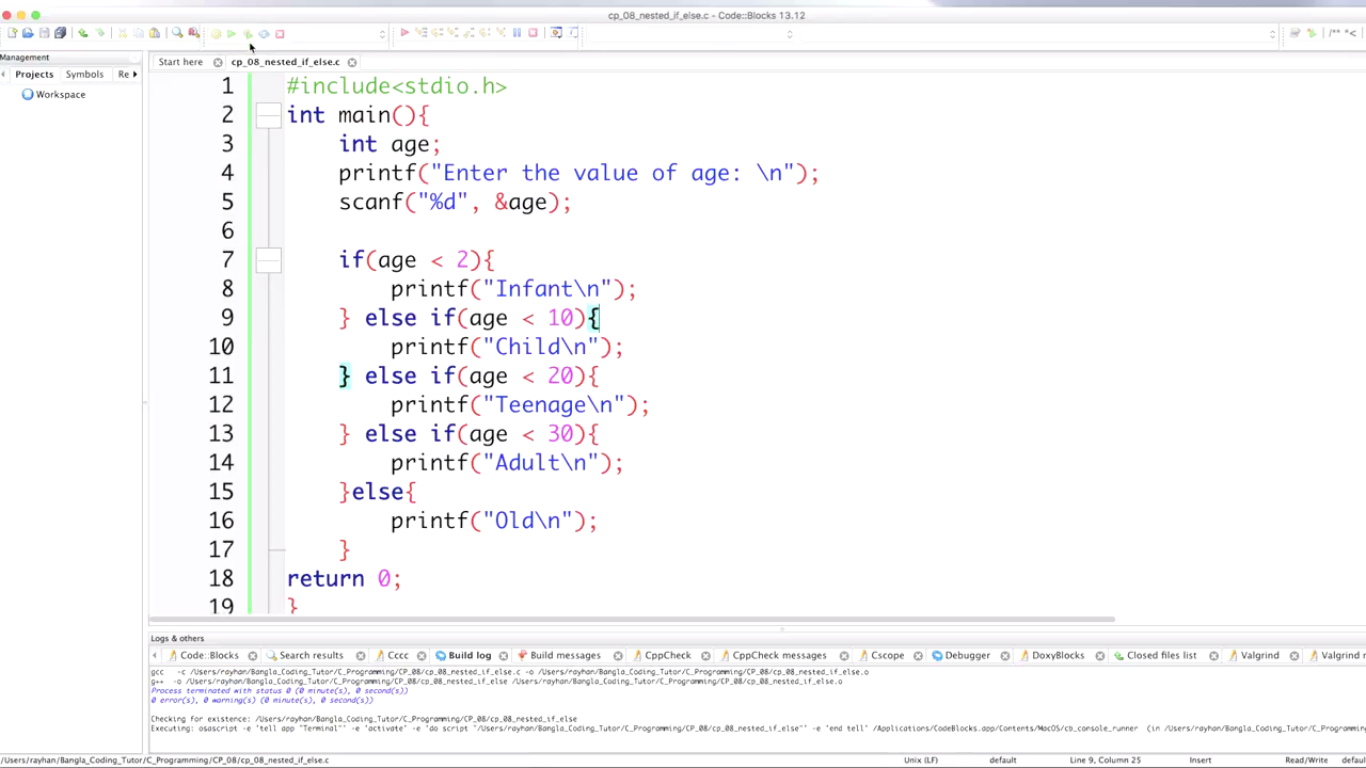 cp_08_nested_if_else.c - Code::Blocks 13.12
/** *<
Management
Projects Symbols Re
Workspace
Start here cp_08_nested_if_else.c
1 #include<stdio.h>
2 int main(){
3 int age;
4 printf("Enter the value of age: \n");
5 scanf("%d", &age);
6
7 if(age < 2){
8 printf("Infant\n");
9 } else if(age < 10){
10 printf("Child\n");
11 } else if(age < 20){
12 printf("Teenage\n");
13 } else if(age < 30){
14 printf("Adult\n");
15 }else{
16 printf("Old\n");
17 }
18 return 0;
19 }
Logs & others
Code::Blocks Search results Cccc Build log Build messages CppCheck CppCheck messages Cscope Debugger DoxyBlocks Closed files list Valgrind Valgrind mes
gcc -c /Users/rayhan/Bangla_Coding_Tutor/C_Programming/CP_08/cp_08_nested_if_else.c -o /Users/rayhan/Bangla_Coding_Tutor/C_Programming/CP_08/cp_08_nested_if_else.o
g++ -o /Users/rayhan/Bangla_Coding_Tutor/C_Programming/CP_08/cp_08_nested_if_else /Users/rayhan/Bangla_Coding_Tutor/C_Programming/CP_08/cp_08_nested_if_else.o
Process terminated with status 0 (0 minute(s), 0 second(s))
0 error(s), 0 warning(s) (0 minute(s), 0 second(s))
Checking for existence: /Users/rayhan/Bangla_Coding_Tutor/C_Programming/CP_08/cp_08_nested_if_else
Executing: osascript -e 'tell app "Terminal"' -e 'activate' -e 'do script "/Users/rayhan/Bangla_Coding_Tutor/C_Programming/CP_08/cp_08_nested_if_else"' -e 'end tell' /Applications/CodeBlocks.app/Contents/MacOS/cb_console_runner (in /Users/rayhan/Bangla_Coding_Tutor/C_Programming
/Users/rayhan/Bangla_Coding_Tutor/C_Programming/CP_08/cp_08_nested_if_else.c Unix (LF) default Line 9, Column 25 Insert Read/Write defau